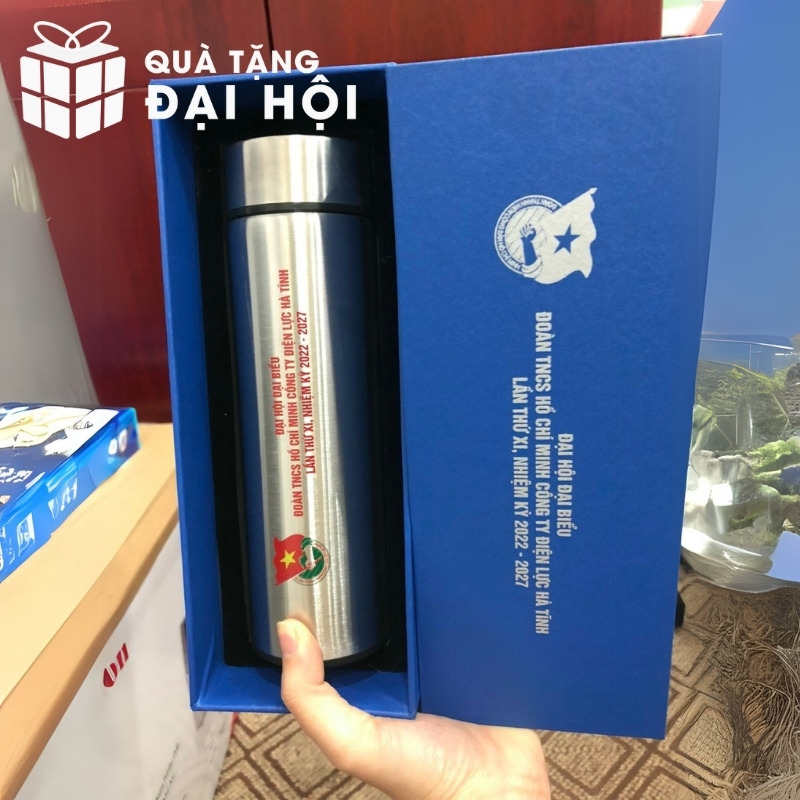 QUÀ TẶNG
ĐẠI HỘI
ĐẠI HỘI ĐẠI BIỂU
ĐOÀN TNCS HỒ CHÍ MINH CÔNG TY ĐIỆN LỰC HÀ TĨNH
LẦN THỨ XI, NHIỆM KỲ 2022 - 2027
ĐẠI HỘI ĐẠI BIỂU
ĐOÀN TNCS HỒ CHÍ MINH CÔNG TY ĐIỆN LỰC HÀ TĨNH
LẦN THỨ XI, NHIỆM KỲ 2022 - 2027